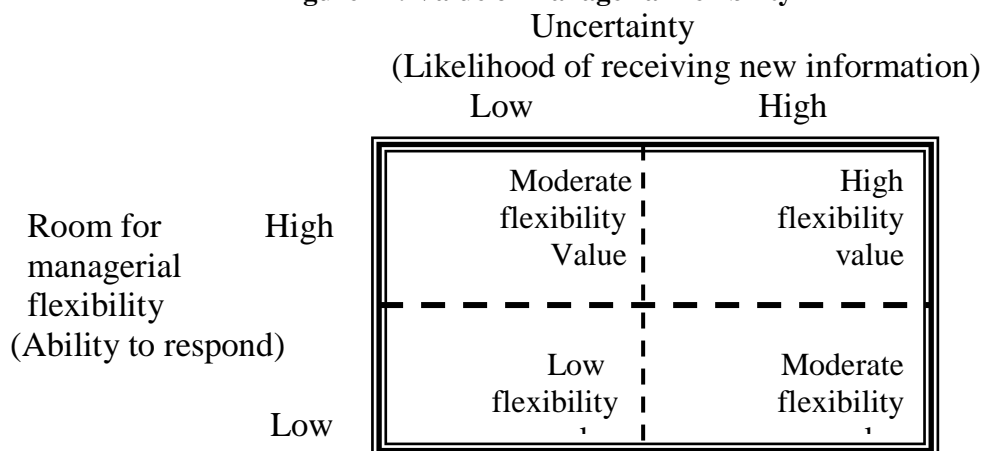 Uncertainty
(Likelihood of receiving new information)
Low High
Moderate High
flexibility flexibility
Value value
Room for High
managerial
flexibility
(Ability to respond)
Low Moderate
flexibility flexibility
Low